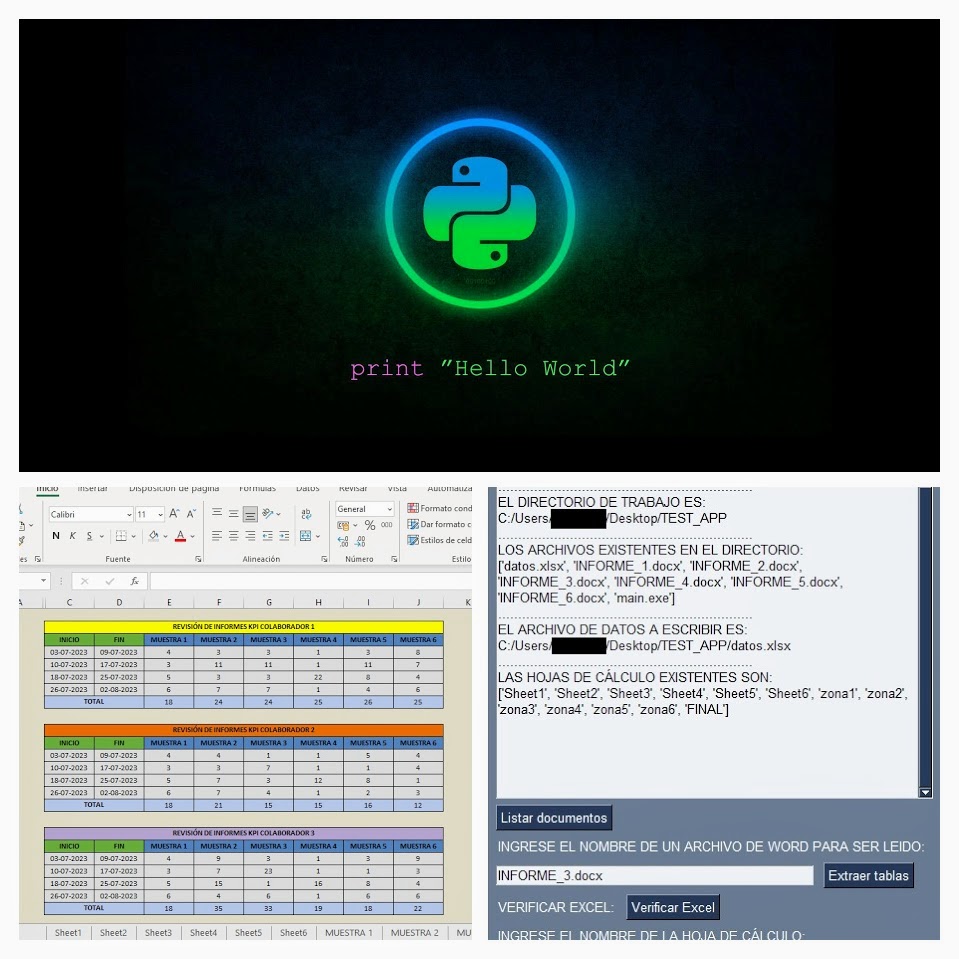 print "Hello World"
Inicio Insertar Disposición de página Fórmulas Datos Revisar Vista Automatiza
Calibri 11 A A General Formato cond
N K S A % 000 Dar formato c
Estilos de celd
es Fuente Alineación Número Estilo
fx
C D E F G H I J K
REVISIÓN DE INFORMES KPI COLABORADOR 1
INICIO FIN MUESTRA 1 MUESTRA 2 MUESTRA 3 MUESTRA 4 MUESTRA 5 MUESTRA 6
03-07-2023 09-07-2023 4 3 3 1 3 8
10-07-2023 17-07-2023 3 11 11 1 11 7
18-07-2023 25-07-2023 5 3 3 22 8 4
26-07-2023 02-08-2023 6 7 7 1 4 6
TOTAL 18 24 24 25 26 25
REVISIÓN DE INFORMES KPI COLABORADOR 2
INICIO FIN MUESTRA 1 MUESTRA 2 MUESTRA 3 MUESTRA 4 MUESTRA 5 MUESTRA 6
03-07-2023 09-07-2023 4 4 1 1 5 4
10-07-2023 17-07-2023 3 3 7 1 1 4
18-07-2023 25-07-2023 5 7 3 12 8 1
26-07-2023 02-08-2023 6 7 4 1 2 3
TOTAL 18 21 15 15 16 12
REVISIÓN DE INFORMES KPI COLABORADOR 3
INICIO FIN MUESTRA 1 MUESTRA 2 MUESTRA 3 MUESTRA 4 MUESTRA 5 MUESTRA 6
03-07-2023 09-07-2023 4 9 3 1 3 9
10-07-2023 17-07-2023 3 7 23 1 1 3
18-07-2023 25-07-2023 5 15 1 16 8 4
26-07-2023 02-08-2023 6 4 6 1 6 6
TOTAL 18 35 33 19 18 22
Sheet1 Sheet2 Sheet3 Sheet4 Sheet5 Sheet6 MUESTRA 1 MUESTRA 2 MU
EL DIRECTORIO DE TRABAJO ES:
C:/Users/ /Desktop/TEST_APP
LOS ARCHIVOS EXISTENTES EN EL DIRECTORIO:
['datos.xlsx', 'INFORME_1.docx', 'INFORME_2.docx',
'INFORME_3.docx', 'INFORME_4.docx', 'INFORME_5.docx',
'INFORME_6.docx', 'main.exe']
EL ARCHIVO DE DATOS A ESCRIBIR ES:
C:/Users/ /Desktop/TEST_APP/datos.xlsx
LAS HOJAS DE CÁLCULO EXISTENTES SON:
['Sheet1', 'Sheet2', 'Sheet3', 'Sheet4', 'Sheet5', 'Sheet6', 'zona1', 'zona2',
'zona3', 'zona4', 'zona5', 'zona6', 'FINAL']
Listar documentos
INGRESE EL NOMBRE DE UN ARCHIVO DE WORD PARA SER LEIDO:
INFORME_3.docx Extraer tablas
VERIFICAR EXCEL: Verificar Excel
INGRESE EL NOMBRE DE LA HOJA DE CÁLCULO: